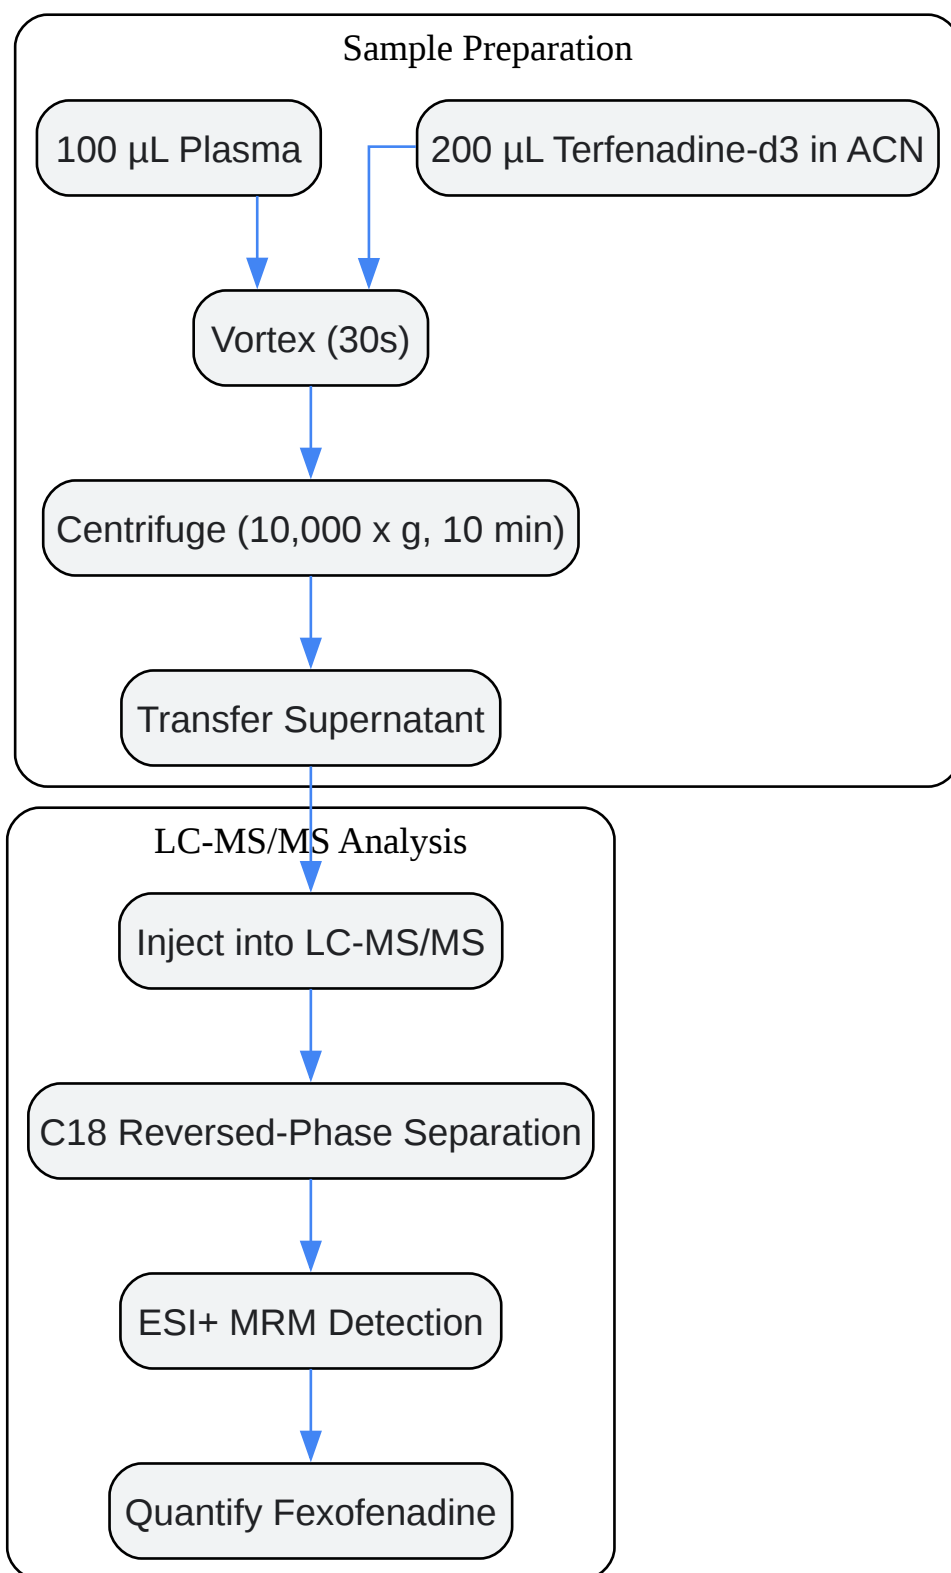 Sample Preparation
100 µL Plasma
200 µL Terfenadine-d3 in ACN
Vortex (30s)
Centrifuge (10,000 x g, 10 min)
Transfer Supernatant
LC-MS/MS Analysis
Inject into LC-MS/MS
C18 Reversed-Phase Separation
ESI+ MRM Detection
Quantify Fexofenadine